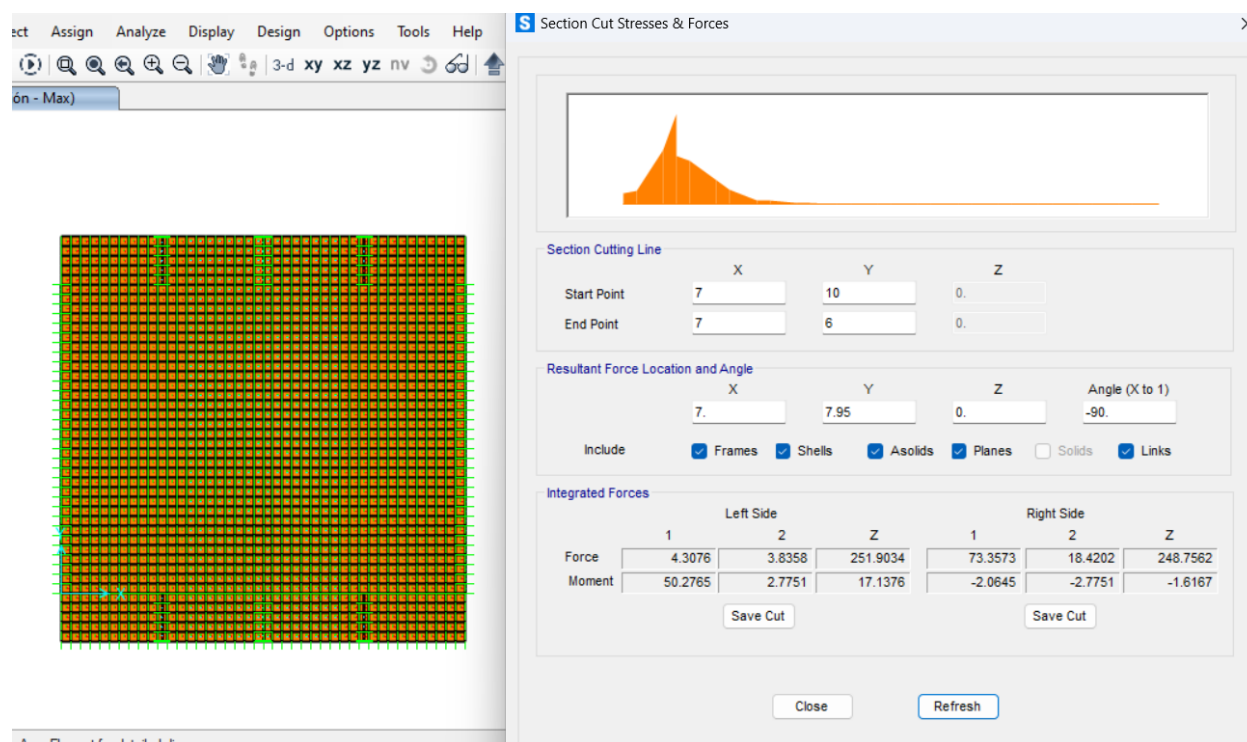 ect Assign Analyze Display Design Options Tools Help
3-d xy xz yz nv
ón - Max)
Y
X
S Section Cut Stresses & Forces
Section Cutting Line
X Y Z
Start Point 7 10 0.
End Point 7 6 0.
Resultant Force Location and Angle
X Y Z Angle (X to 1)
7. 7.95 0. -90.
Include Frames Shells Asolids Planes Solids Links
Integrated Forces
Left Side Right Side
1 2 Z 1 2 Z
Force 4.3076 3.8358 251.9034 73.3573 18.4202 248.7562
Moment 50.2765 2.7751 17.1376 -2.0645 -2.7751 -1.6167
Save Cut Save Cut
Close Refresh